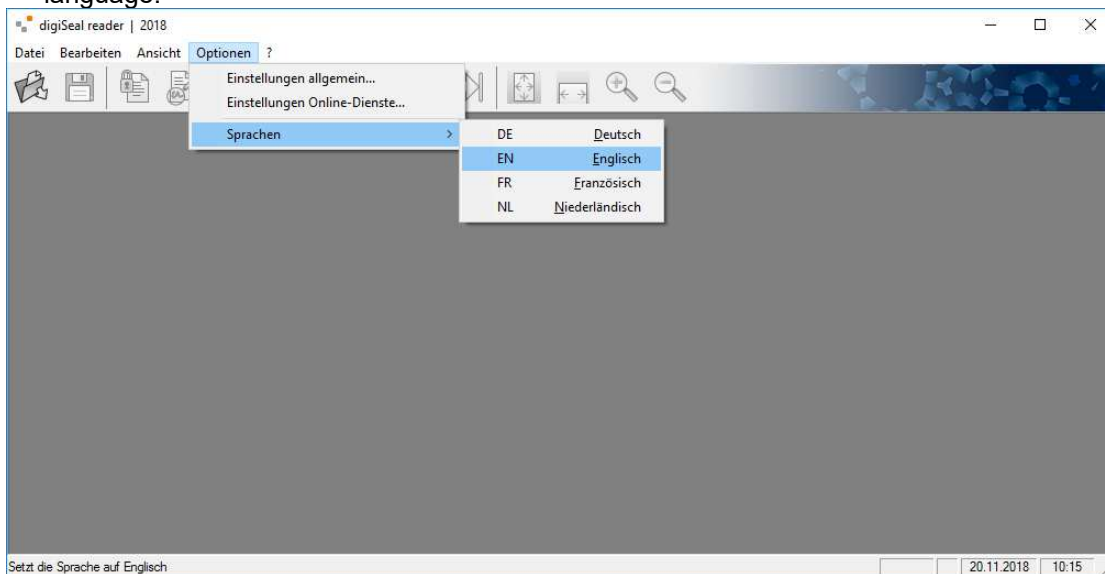 language.
digiSeal reader | 2018
Datei Bearbeiten Ansicht Optionen ?
Einstellungen allgemein...
Einstellungen Online-Dienste...
Sprachen >
DE Deutsch
EN Englisch
FR Französisch
NL Niederländisch
Setzt die Sprache auf Englisch 20.11.2018 10:15